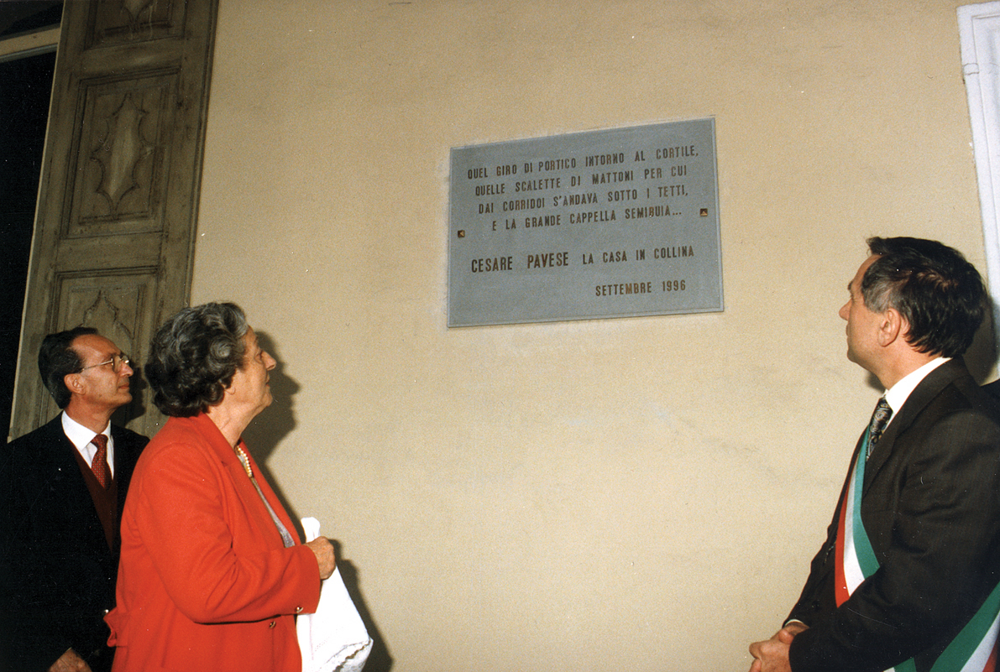 QUEL GIRO DI PORTICO INTORNO AL CORTILE,
QUELLE SCALETTE DI MATTONI PER CUI
DAI CORRIDOI S'ANDAVA SOTTO I TETTI,
E LA GRANDE CAPPELLA SEMIBUIA...
CESARE PAVESE LA CASA IN COLLINA
SETTEMBRE 1996